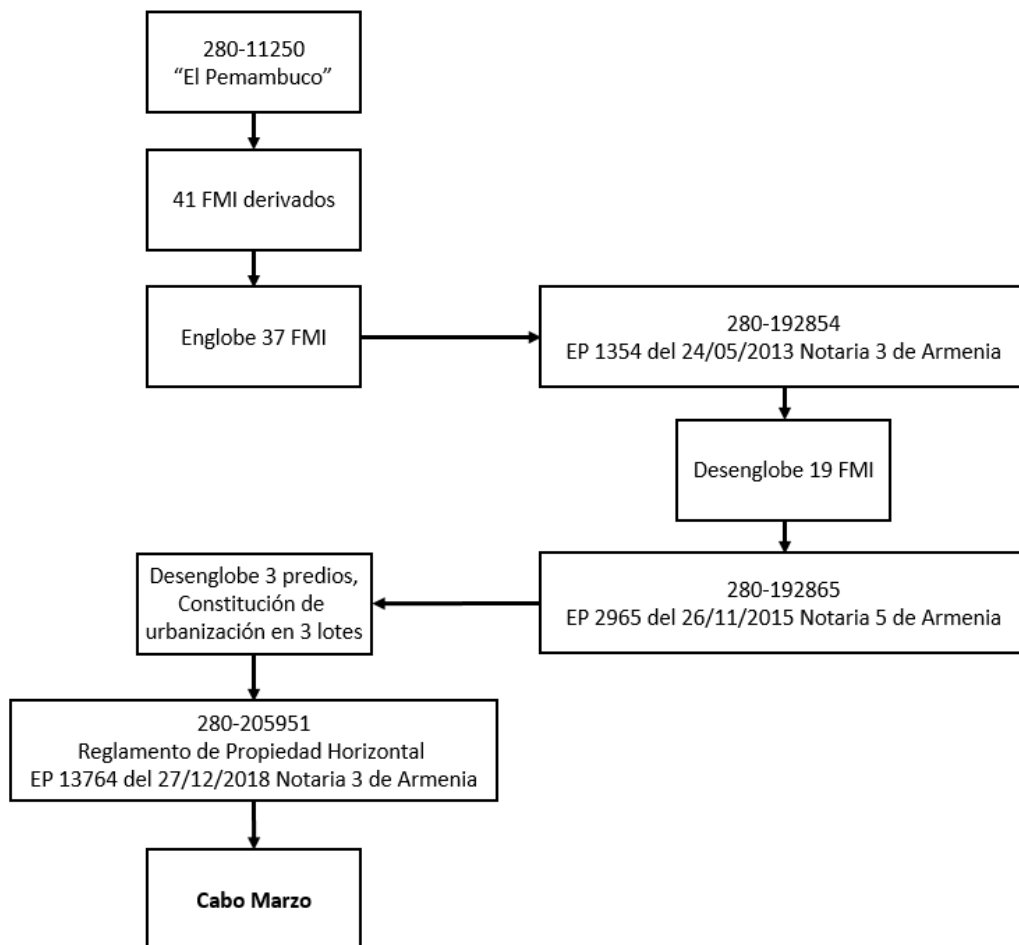 280-11250
“El Pemambuco”
41 FMI derivados
Englobe 37 FMI
280-192854
EP 1354 del 24/05/2013 Notaria 3 de Armenia
Desenglobe 19 FMI
280-192865
EP 2965 del 26/11/2015 Notaria 5 de Armenia
Desenglobe 3 predios,
Constitución de
urbanización en 3 lotes
280-205951
Reglamento de Propiedad Horizontal
EP 13764 del 27/12/2018 Notaria 3 de Armenia
Cabo Marzo